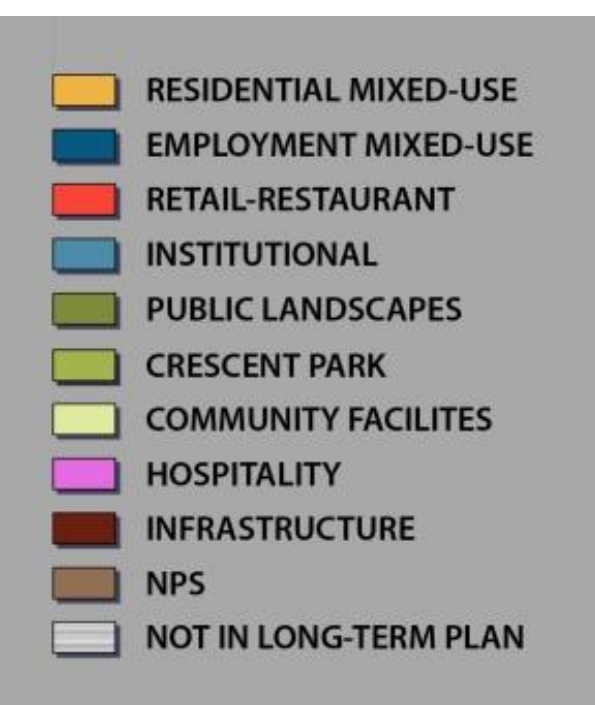 RESIDENTIAL MIXED-USE
EMPLOYMENT MIXED-USE
RETAIL-RESTAURANT
INSTITUTIONAL
PUBLIC LANDSCAPES
CRESCENT PARK
COMMUNITY FACILITES
HOSPITALITY
INFRASTRUCTURE
NPS
NOT IN LONG-TERM PLAN